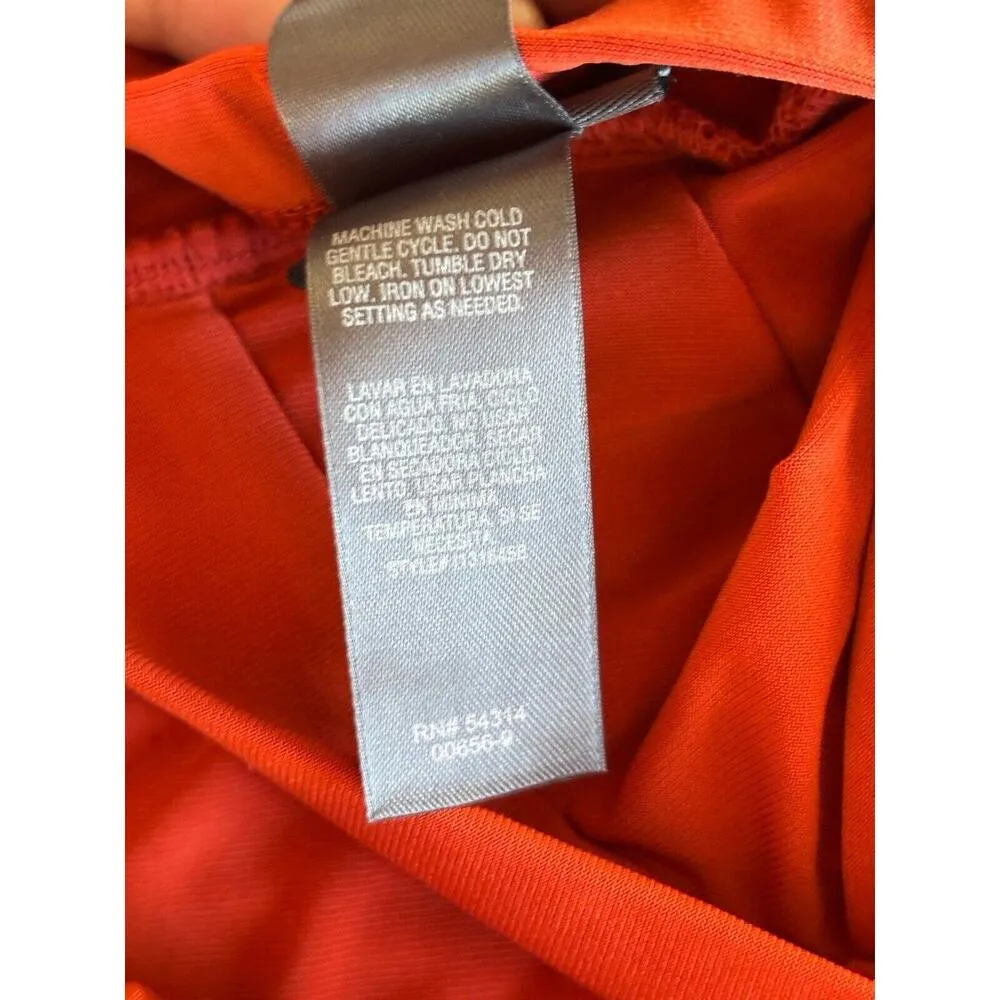 MACHINE WASH COLD
GENTLE CYCLE. DO NOT
BLEACH. TUMBLE DRY
LOW. IRON ON LOWEST
SETTING AS NEEDED.
LAVAR EN LAVADORA
CON AGUA FRIA, CICLO
DELICADO. NO USAR
BLANQUEADOR. SECAR
EN SECADORA CICLO
LENTO. USAR PLANCHA
EN MINIMA
TEMPERATURA, SI SE
NECESITA.
RN# 54314
00656-9